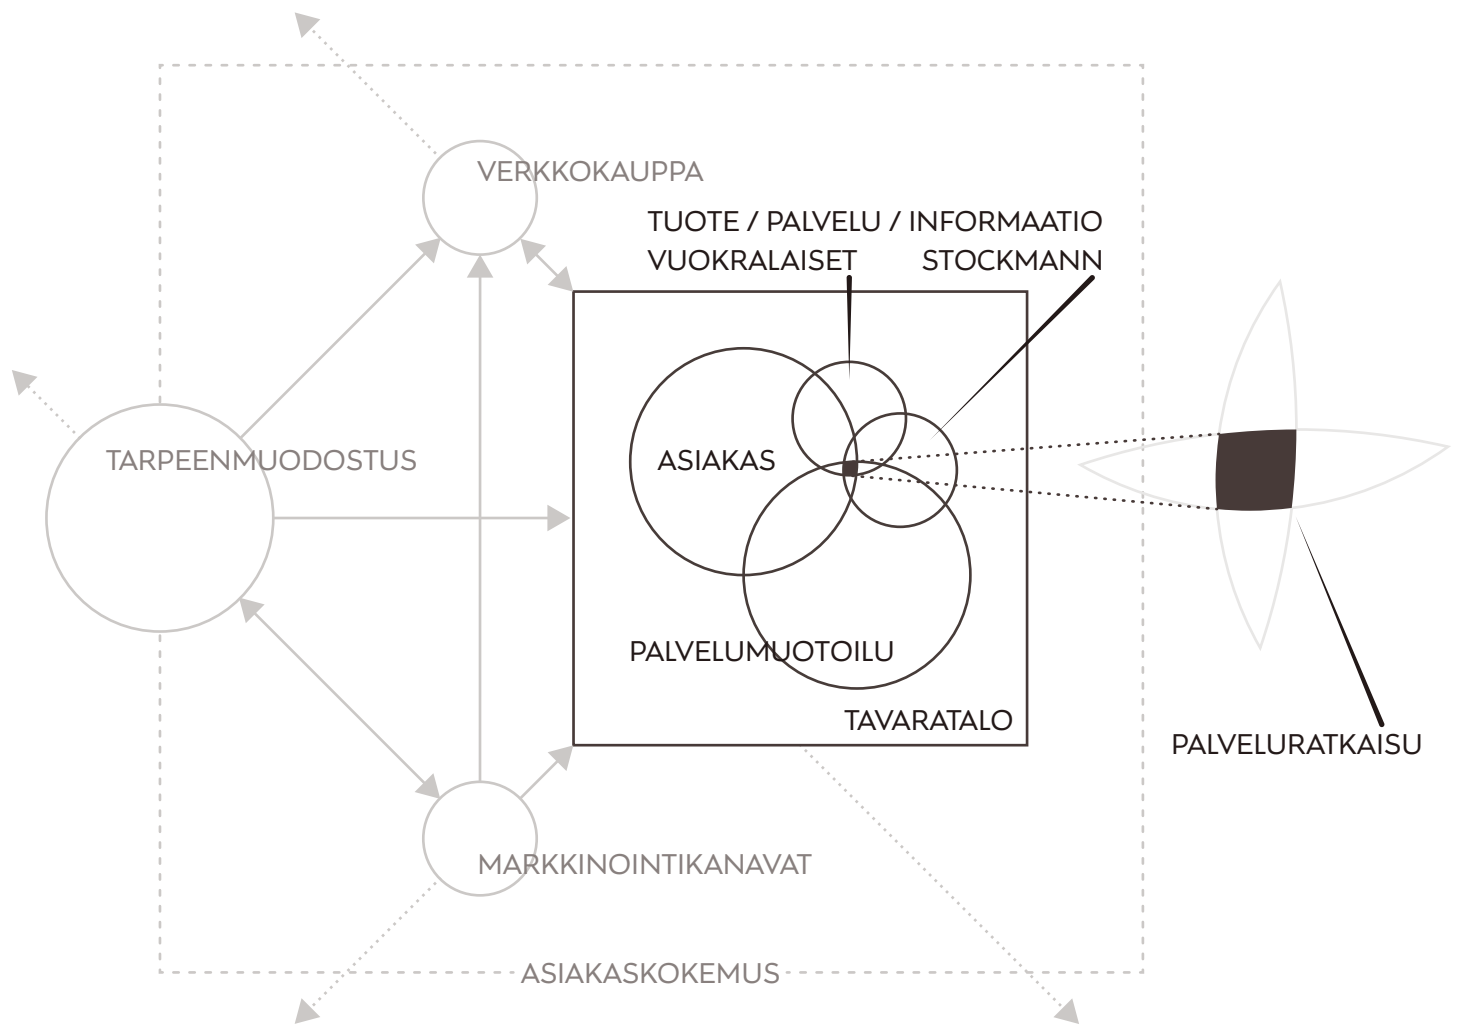 VERKKOKAUPPA
TUOTE / PALVELU / INFORMAATIO
VUOKRALAISET STOCKMANN
TARPEENMUODOSTUS
ASIAKAS
PALVELUMUOTOILU
TAVARATALO
PALVELURATKAISU
MARKKINOINTIKANAVAT
ASIAKASKOKEMUS